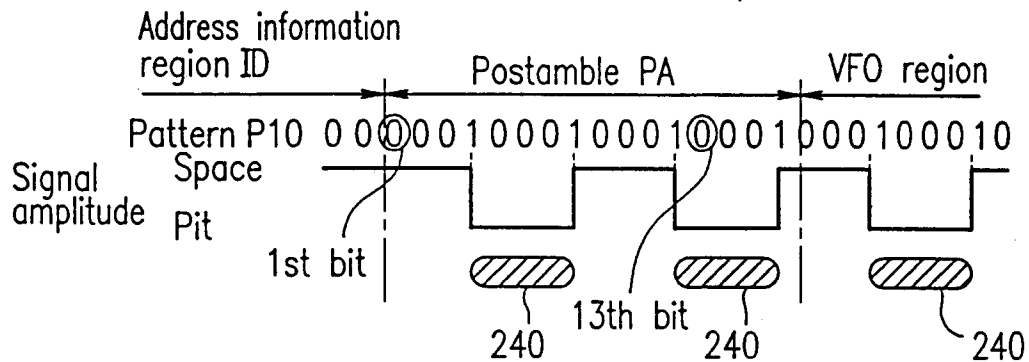 Address information
region ID
Postamble PA
VFO region
Pattern P10 0 0 0 0 0 1 0 0 0 1 0 0 0 1 0 0 0 1 0 0 0 1 0 0 0 1 0
Signal
amplitude
Space
Pit
1st bit
13th bit
240
240
240